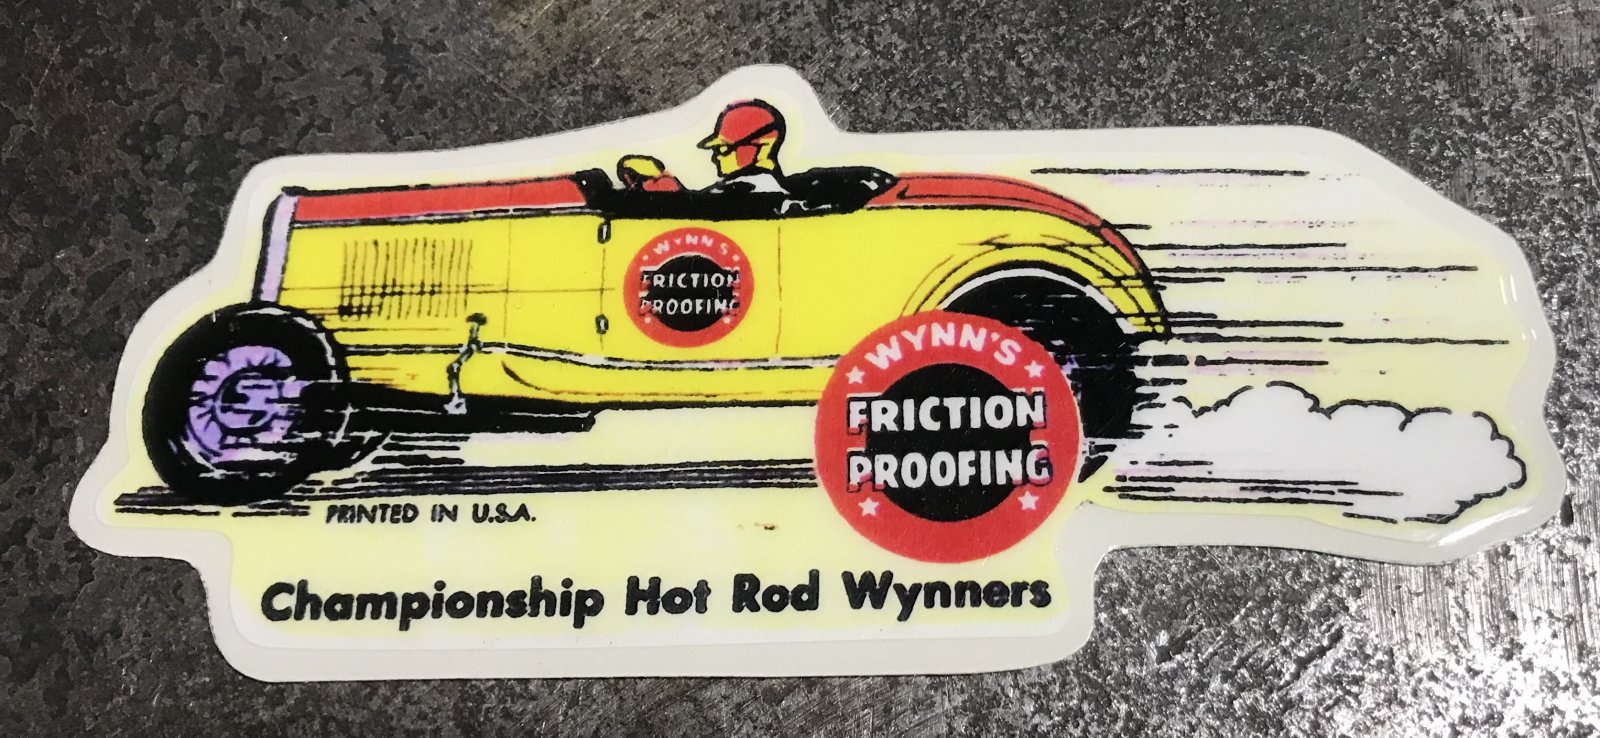 WYNN'S
FRICTION
PROOFING
WYNN'S
FRICTION
PROOFING
PRINTED IN U.S.A.
Championship Hot Rod Wynners